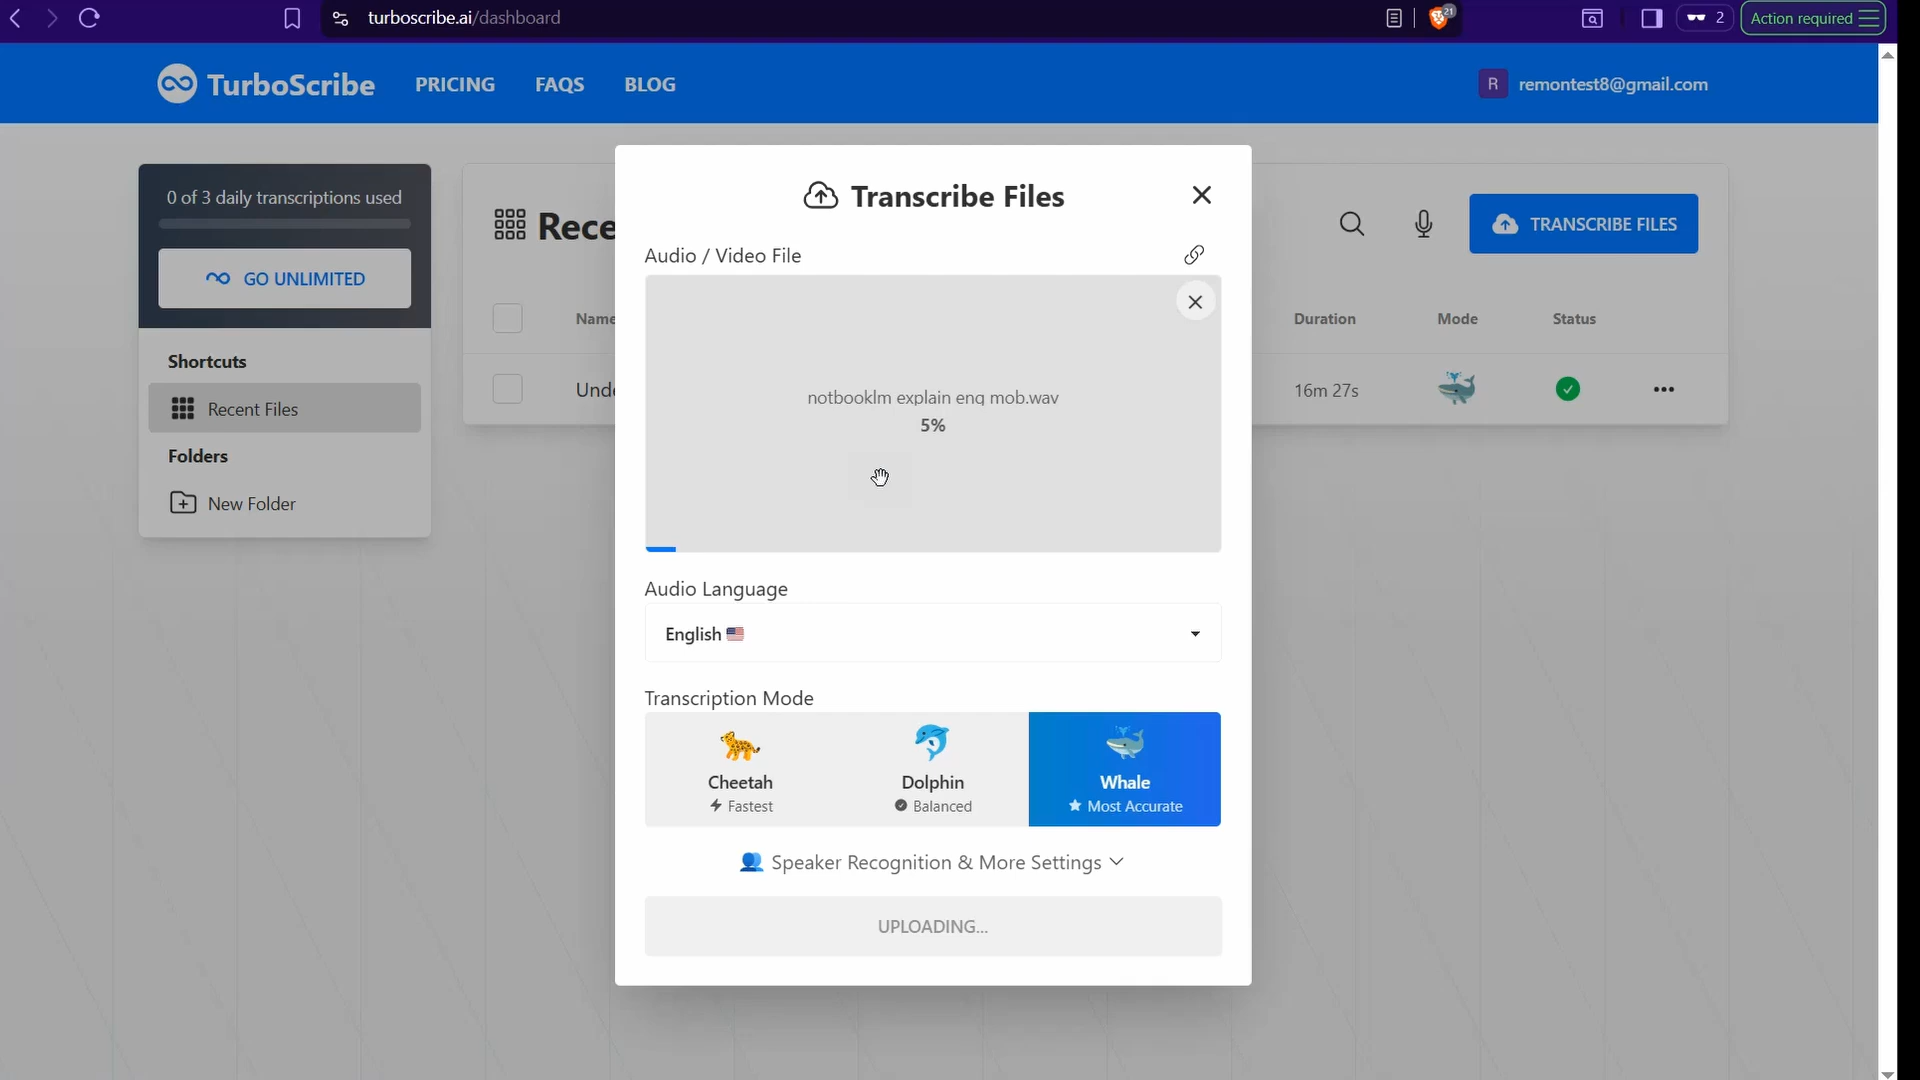 turboscribe.ai/dashboard
21
2
Action required
TurboScribe
PRICING
FAQS
BLOG
R
remontest8@gmail.com
0 of 3 daily transcriptions used
GO UNLIMITED
Shortcuts
Recent Files
Folders
New Folder
Rece
TRANSCRIBE FILES
Name
Duration
Mode
Status
Unde
16m 27s
Transcribe Files
Audio / Video File
notbooklm explain eng mob.wav
5%
Audio Language
English
Transcription Mode
Cheetah
Fastest
Dolphin
Balanced
Whale
Most Accurate
Speaker Recognition & More Settings
UPLOADING...